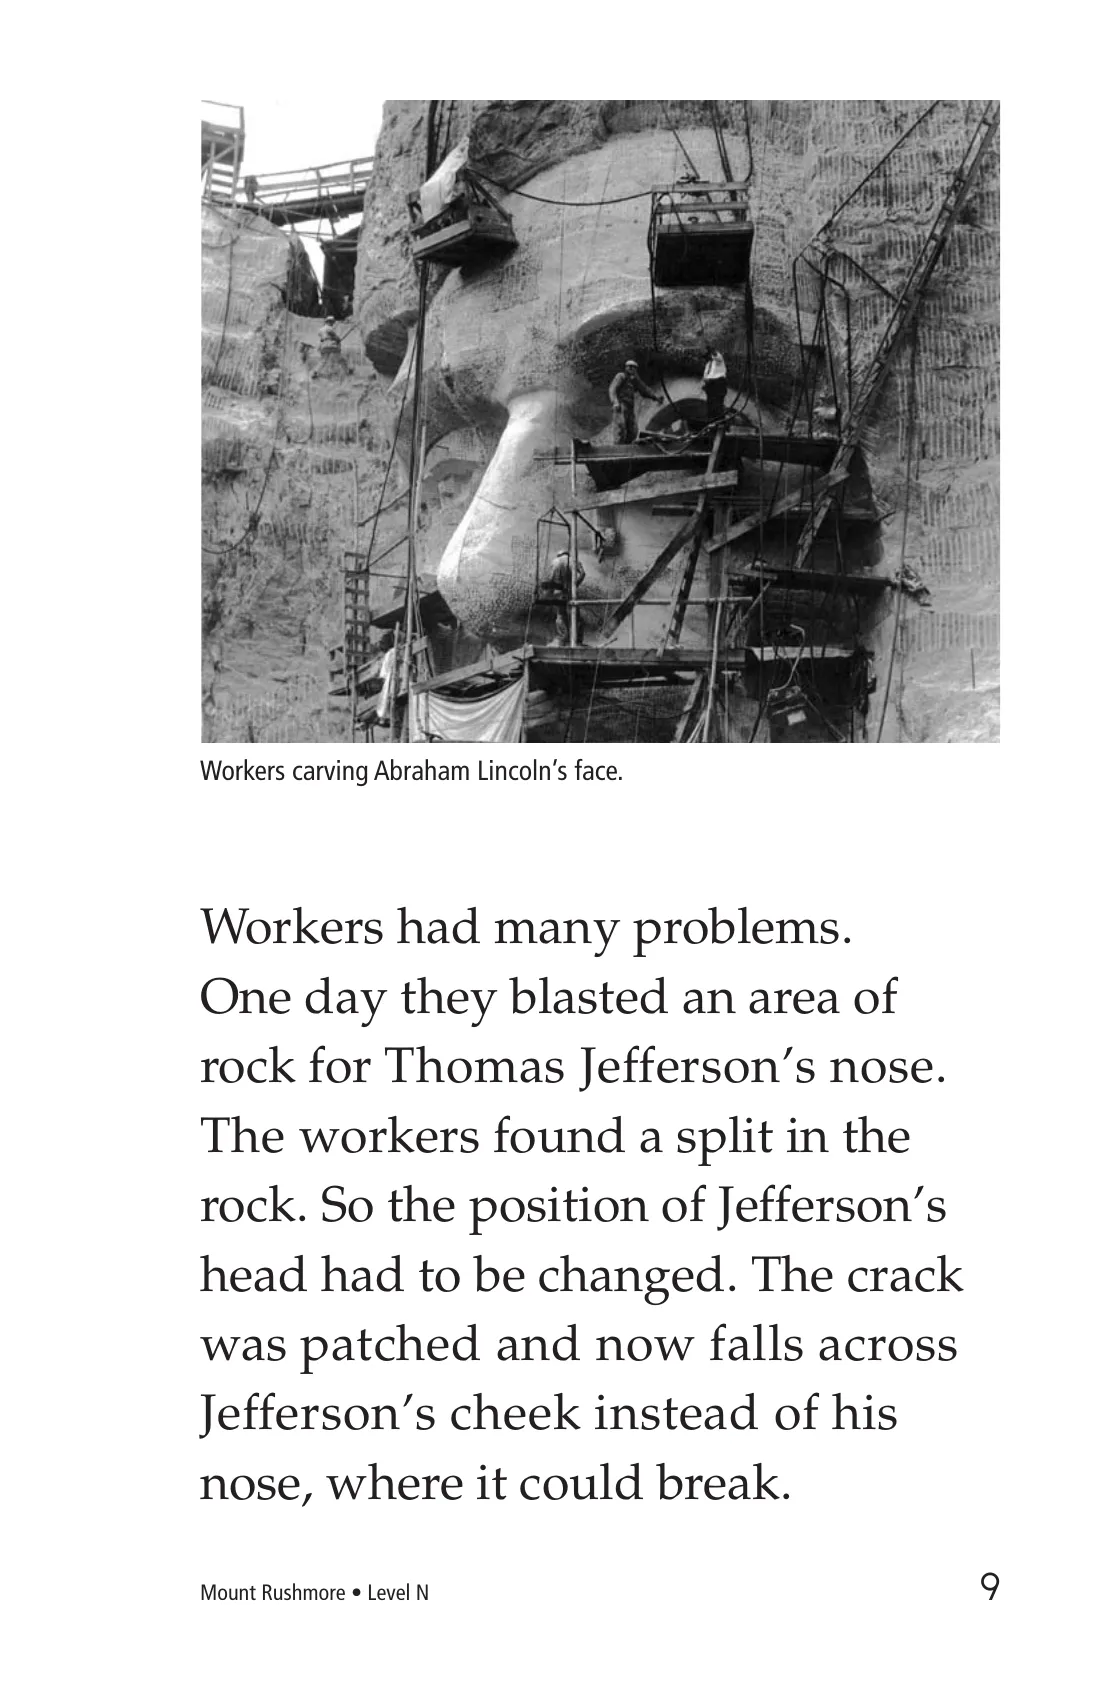 Workers carving Abraham Lincoln’s face.
Workers had many problems.
One day they blasted an area of
rock for Thomas Jefferson’s nose.
The workers found a split in the
rock. So the position of Jefferson’s
head had to be changed. The crack
was patched and now falls across
Jefferson’s cheek instead of his
nose, where it could break.
Mount Rushmore • Level N
9